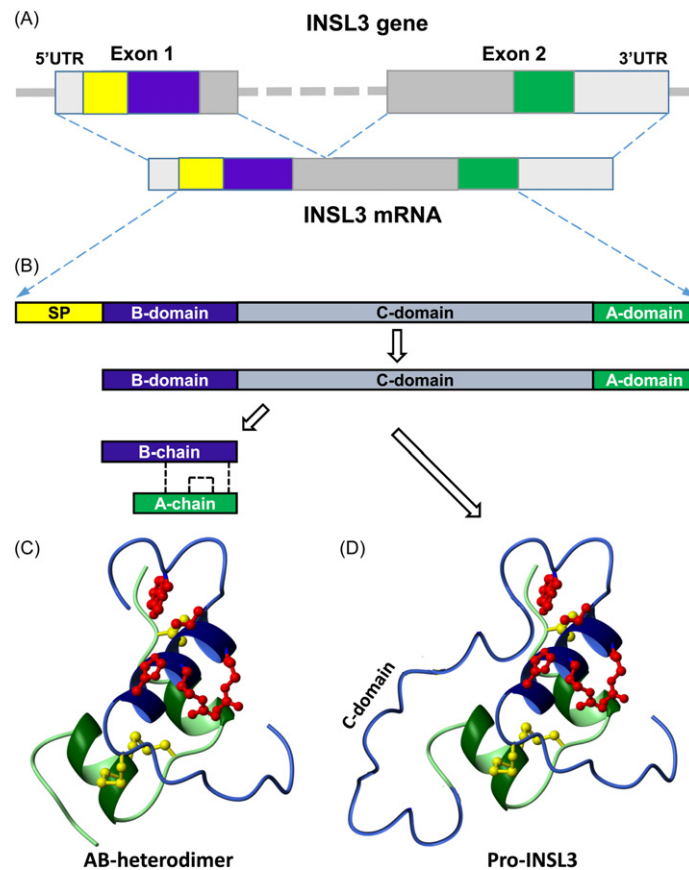 (A)
INSL3 gene
5'UTR
Exon 1
Exon 2
3'UTR
INSL3 mRNA
(B)
SP
B-domain
C-domain
A-domain
B-domain
C-domain
A-domain
B-chain
A-chain
(C)
(D)
C-domain
AB-heterodimer
Pro-INSL3